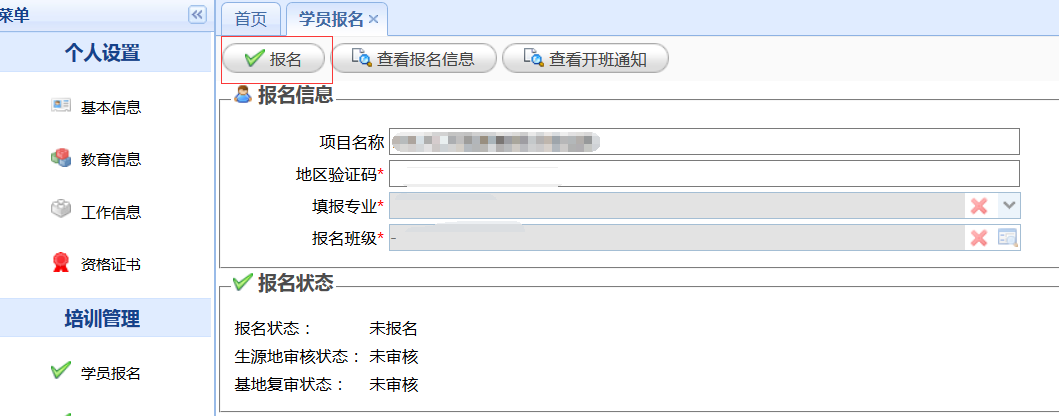 菜单
个人设置
基本信息
教育信息
工作信息
资格证书
培训管理
学员报名
首页 学员报名
报名 查看报名信息 查看开班通知
报名信息
项目名称
地区验证码*
填报专业*
报名班级* -
报名状态
报名状态： 未报名
生源地审核状态： 未审核
基地复审状态： 未审核